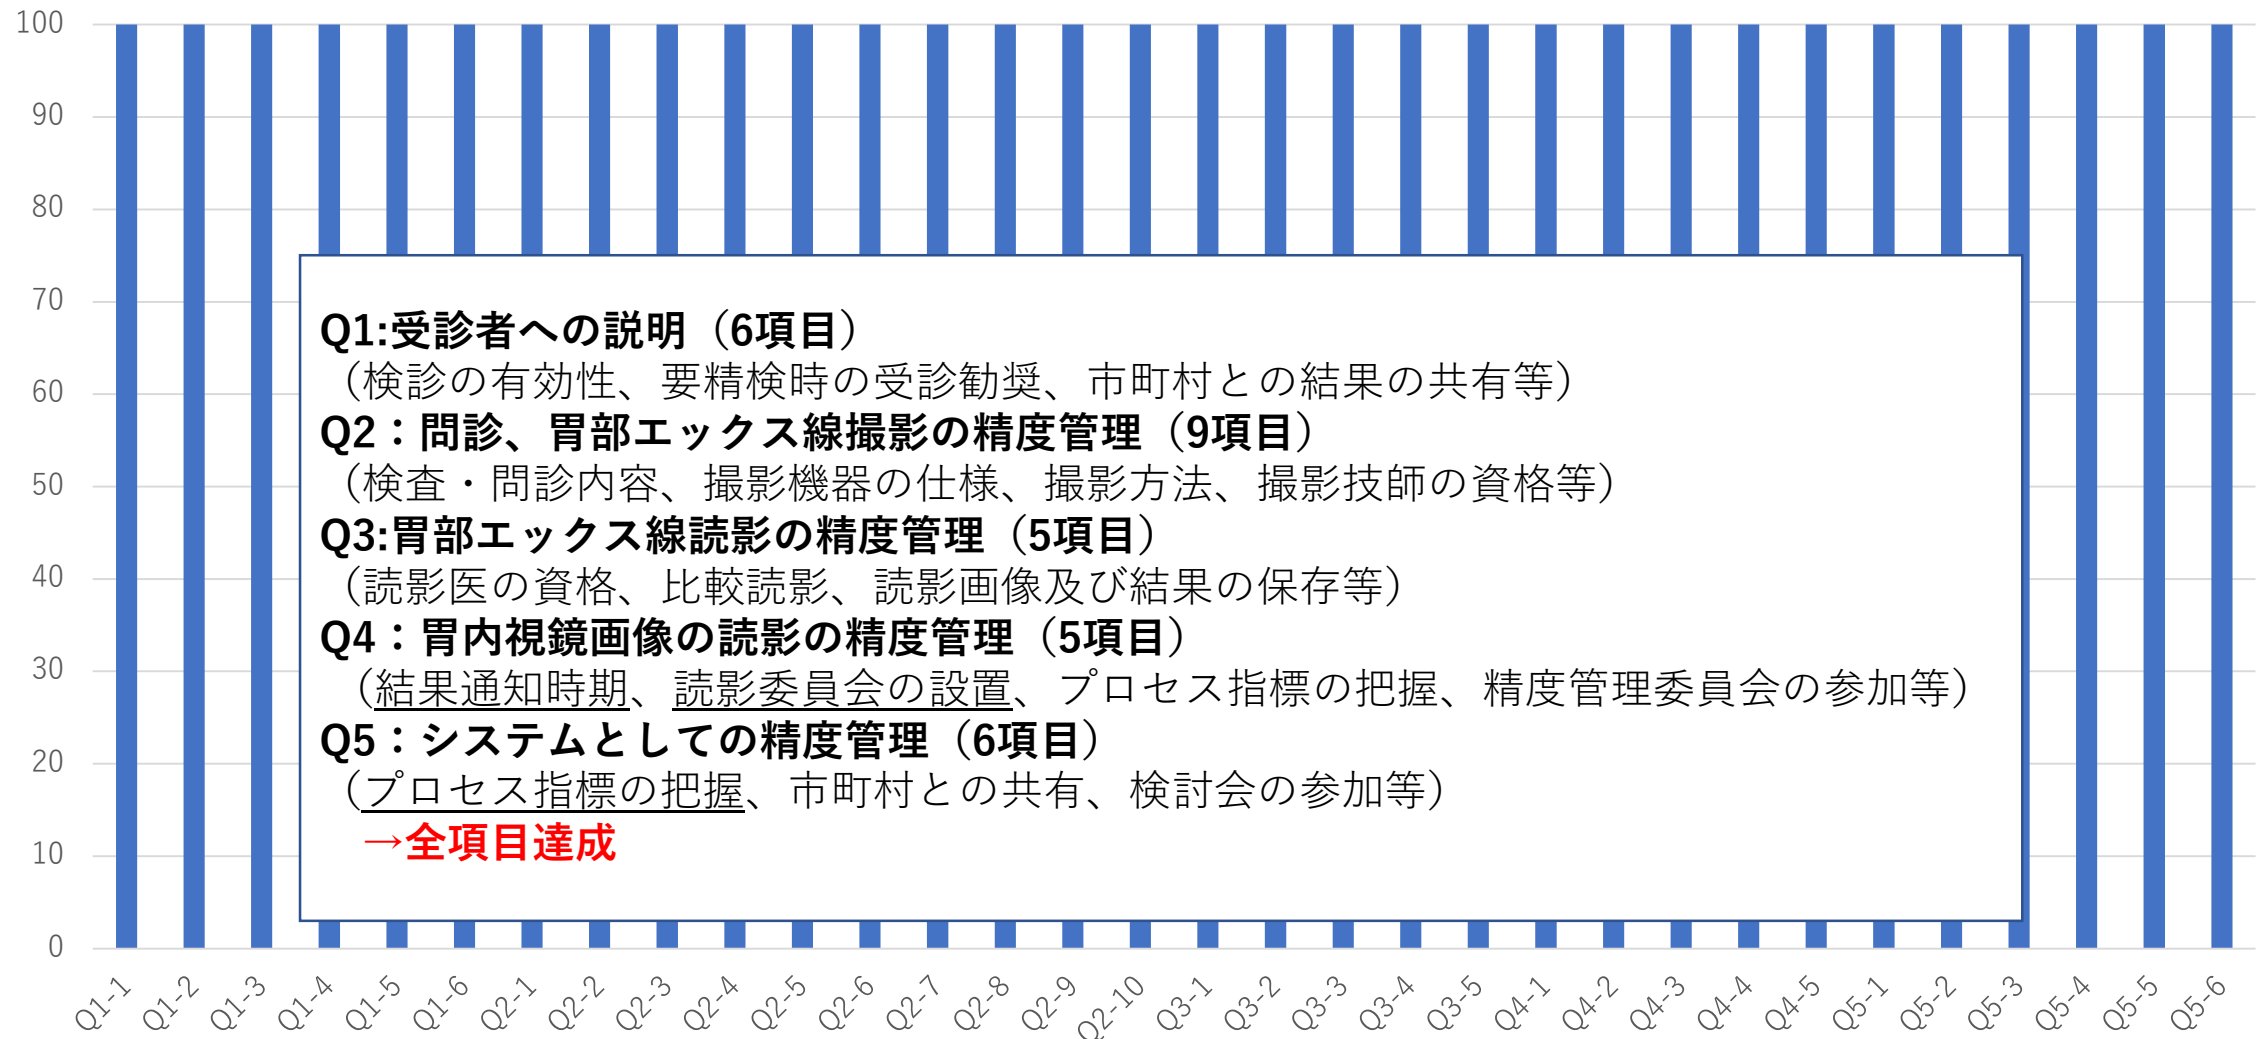 100
90
80
70
60
50
40
30
20
10
0
Q1:受診者への説明（6項目）
（検診の有効性、要精検時の受診勧奨、市町村との結果の共有等）
Q2：問診、胃部エックス線撮影の精度管理（9項目）
（検査・問診内容、撮影機器の仕様、撮影方法、撮影技師の資格等）
Q3:胃部エックス線読影の精度管理（5項目）
（読影医の資格、比較読影、読影画像及び結果の保存等）
Q4：胃内視鏡画像の読影の精度管理（5項目）
（結果通知時期、読影委員会の設置、プロセス指標の把握、精度管理委員会の参加等）
Q5：システムとしての精度管理（6項目）
（プロセス指標の把握、市町村との共有、検討会の参加等）
→全項目達成
Q1-1 Q1-2 Q1-3 Q1-4 Q1-5 Q1-6 Q2-1 Q2-2 Q2-3 Q2-4 Q2-5 Q2-6 Q2-7 Q2-8 Q2-9 Q2-10 Q3-1 Q3-2 Q3-3 Q3-4 Q3-5 Q4-1 Q4-2 Q4-3 Q4-4 Q4-5 Q5-1 Q5-2 Q5-3 Q5-4 Q5-5 Q5-6